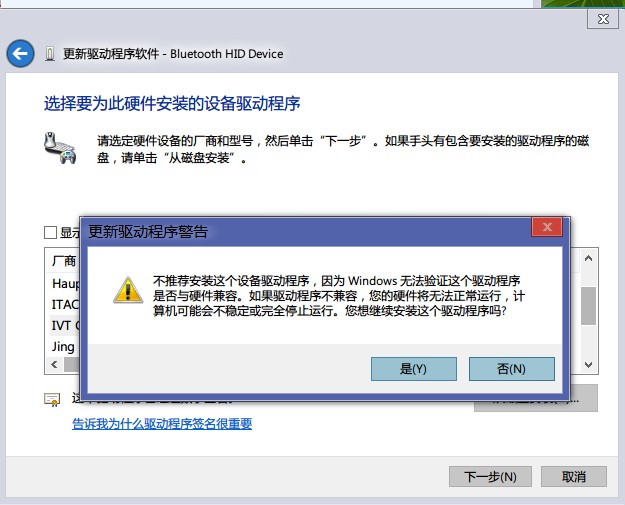 更新驱动程序软件 - Bluetooth HID Device
选择要为此硬件安装的设备驱动程序
请选定硬件设备的厂商和型号，然后单击“下一步”。如果手头有包含要安装的驱动程序的磁
盘，请单击“从磁盘安装”。
显示
更新驱动程序警告
厂商
Haup
ITAC
IVT C
Jing
不推荐安装这个设备驱动程序，因为 Windows 无法验证这个驱动程序
是否与硬件兼容。如果驱动程序不兼容，您的硬件将无法正常运行，计
算机可能会不稳定或完全停止运行。您想继续安装这个驱动程序吗?
是(Y)
否(N)
告诉我为什么驱动程序签名很重要
下一步(N)
取消